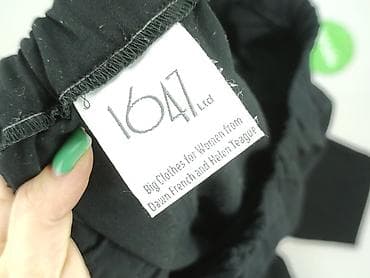 1647 Ltd
Big Clothes for Women from
Dawn French and Helen Teague